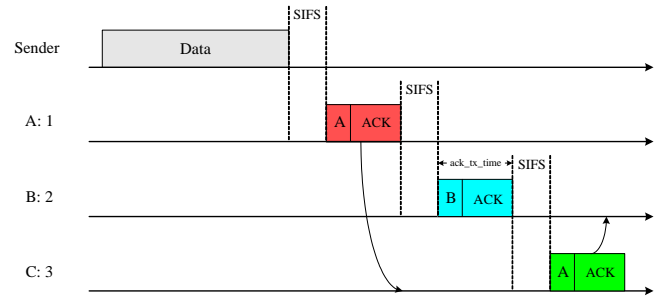 SIFS
Sender
Data
SIFS
A: 1
A ACK
ack_tx_time
SIFS
B: 2
B ACK
C: 3
A ACK